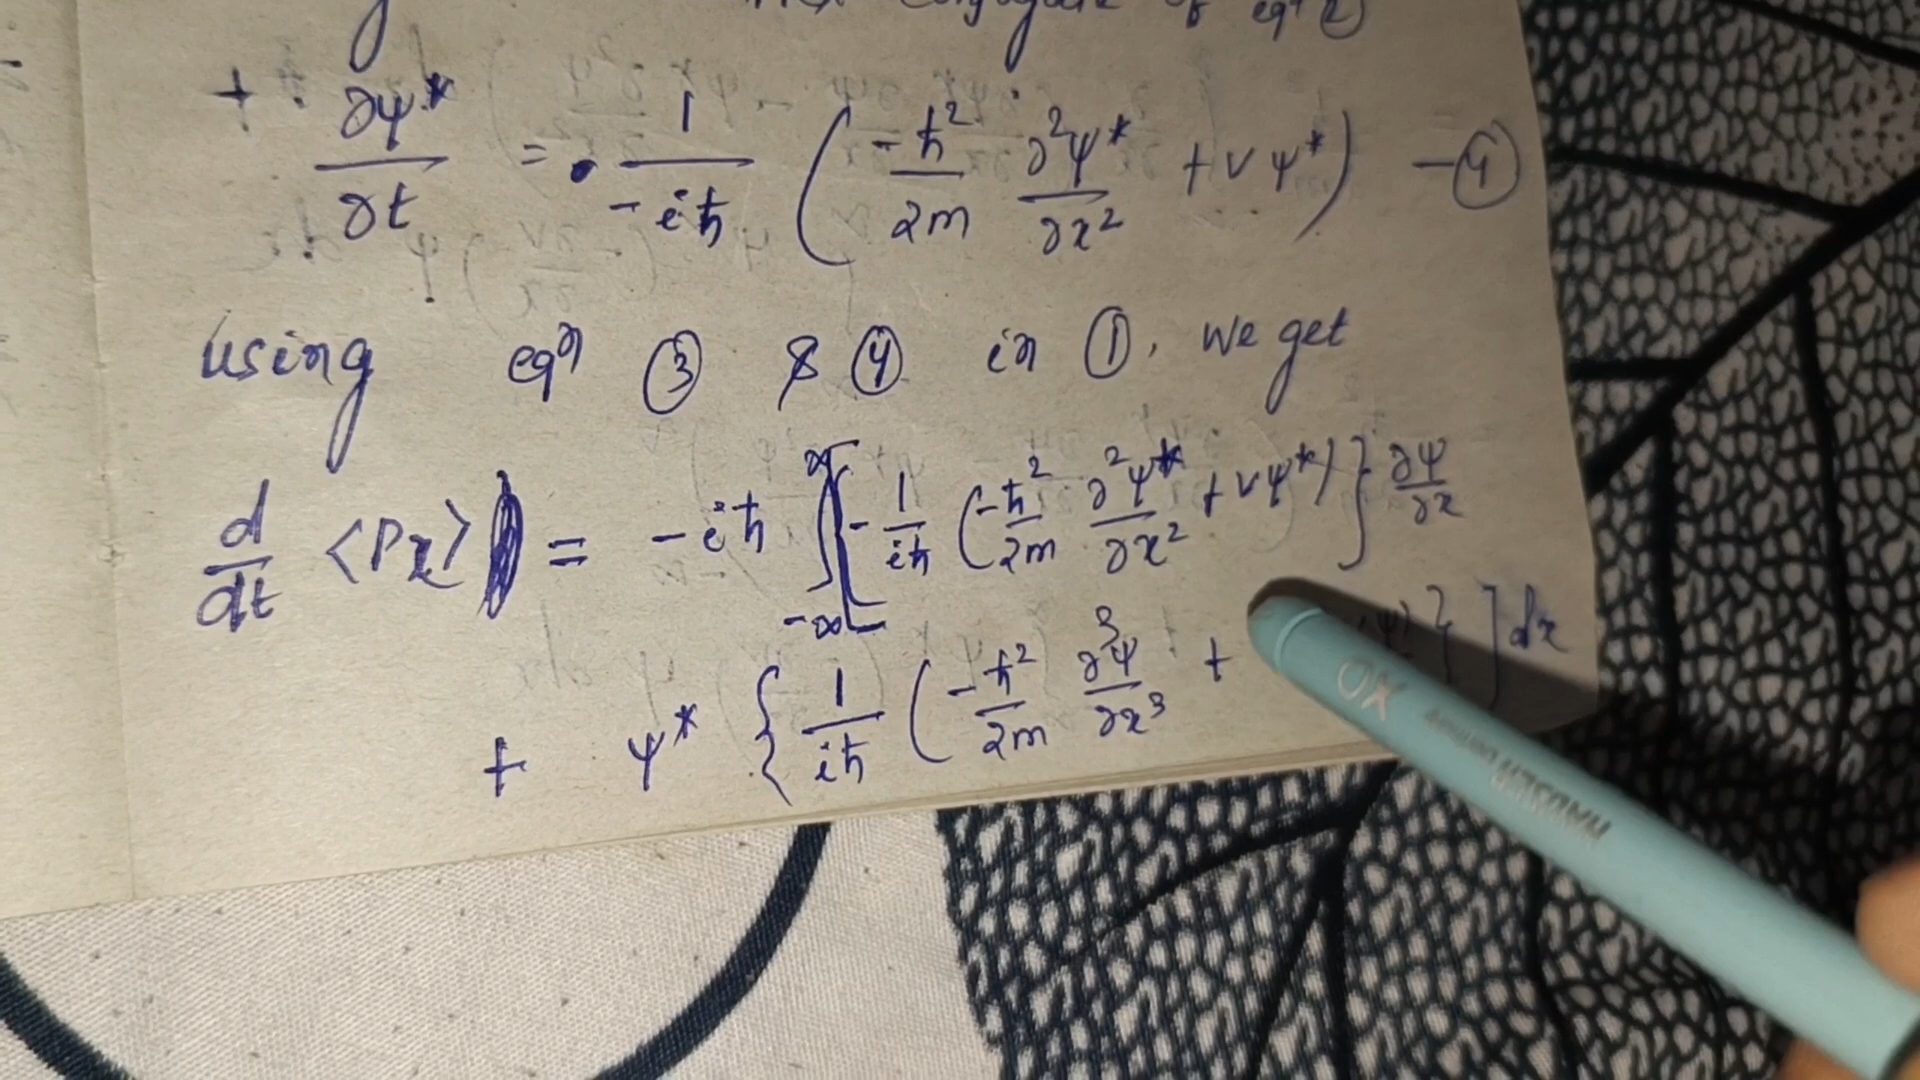 conjugate of eqⁿ ②
+ ∂ψ*/∂t = 1/-iℏ (-ℏ²/2m ∂²ψ*/∂x² + vψ*) -④
using eqⁿ ③ & ④ in ①, we get
d/dt <Px> = -iℏ ∫_{-∞}^{∞} [{-1/iℏ (-ℏ²/2m ∂²ψ*/∂x² + vψ*)} ∂ψ/∂x
+ ψ* {1/iℏ (-ℏ²/2m ∂³ψ/∂x³ + }] dx
OX
HAUSER